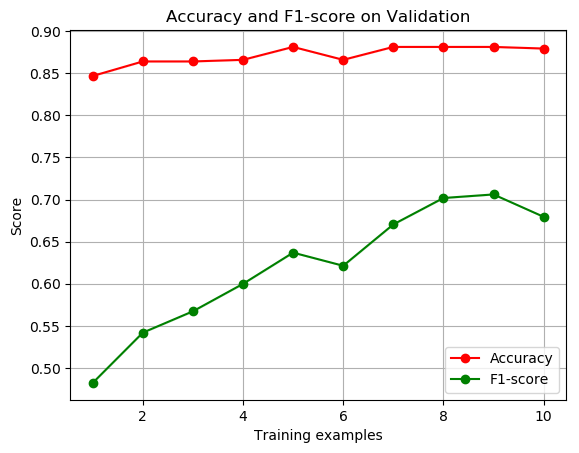 Accuracy and F1-score on Validation
0.90
0.85
0.80
0.75
0.70
0.65
0.60
0.55
0.50
Score
2 4 6 8 10
Training examples
Accuracy
F1-score